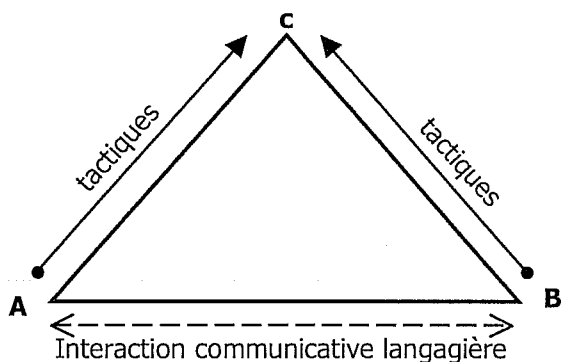 C
tactiques
tactiques
A
B
Interaction communicative langagière